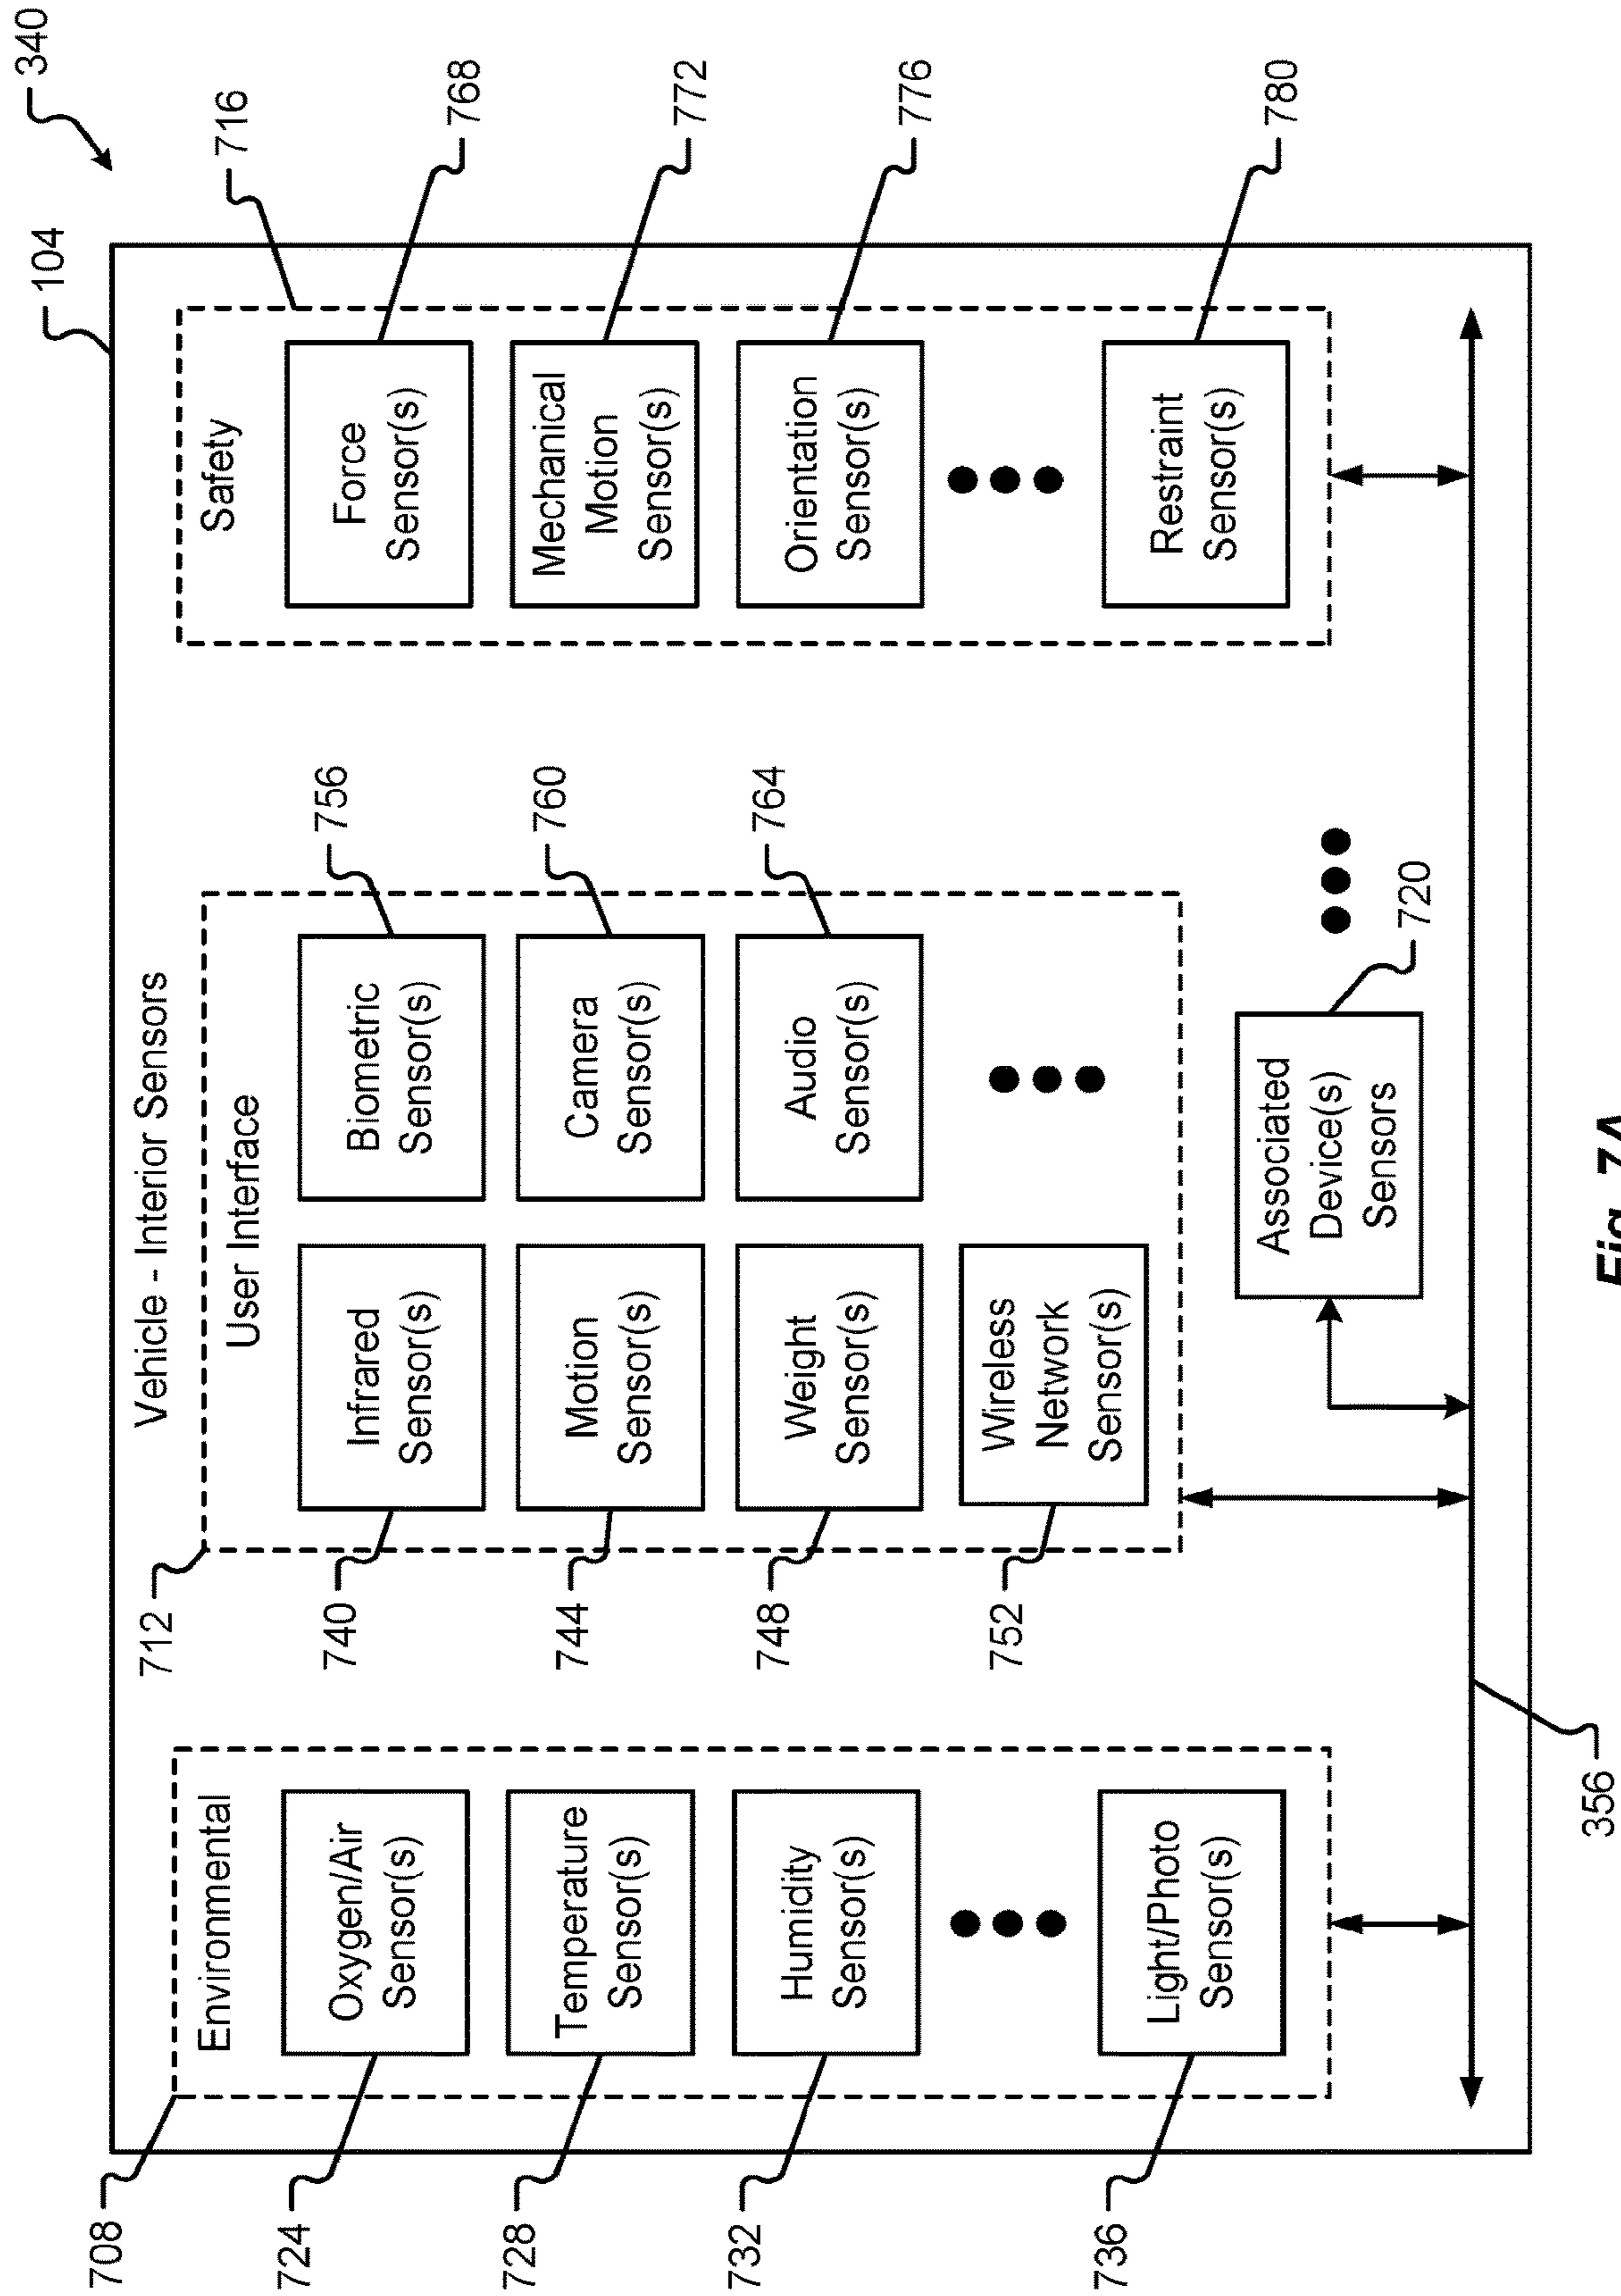 340
104
Vehicle - Interior Sensors
708
Environmental
724
Oxygen/Air
Sensor(s)
728
Temperature
Sensor(s)
732
Humidity
Sensor(s)
736
Light/Photo
Sensor(s)
712
User Interface
740
Infrared
Sensor(s)
756
Biometric
Sensor(s)
744
Motion
Sensor(s)
760
Camera
Sensor(s)
748
Weight
Sensor(s)
764
Audio
Sensor(s)
752
Wireless
Network
Sensor(s)
716
Safety
768
Force
Sensor(s)
772
Mechanical
Motion
Sensor(s)
776
Orientation
Sensor(s)
780
Restraint
Sensor(s)
720
Associated
Device(s)
Sensors
356
Fig. 7A